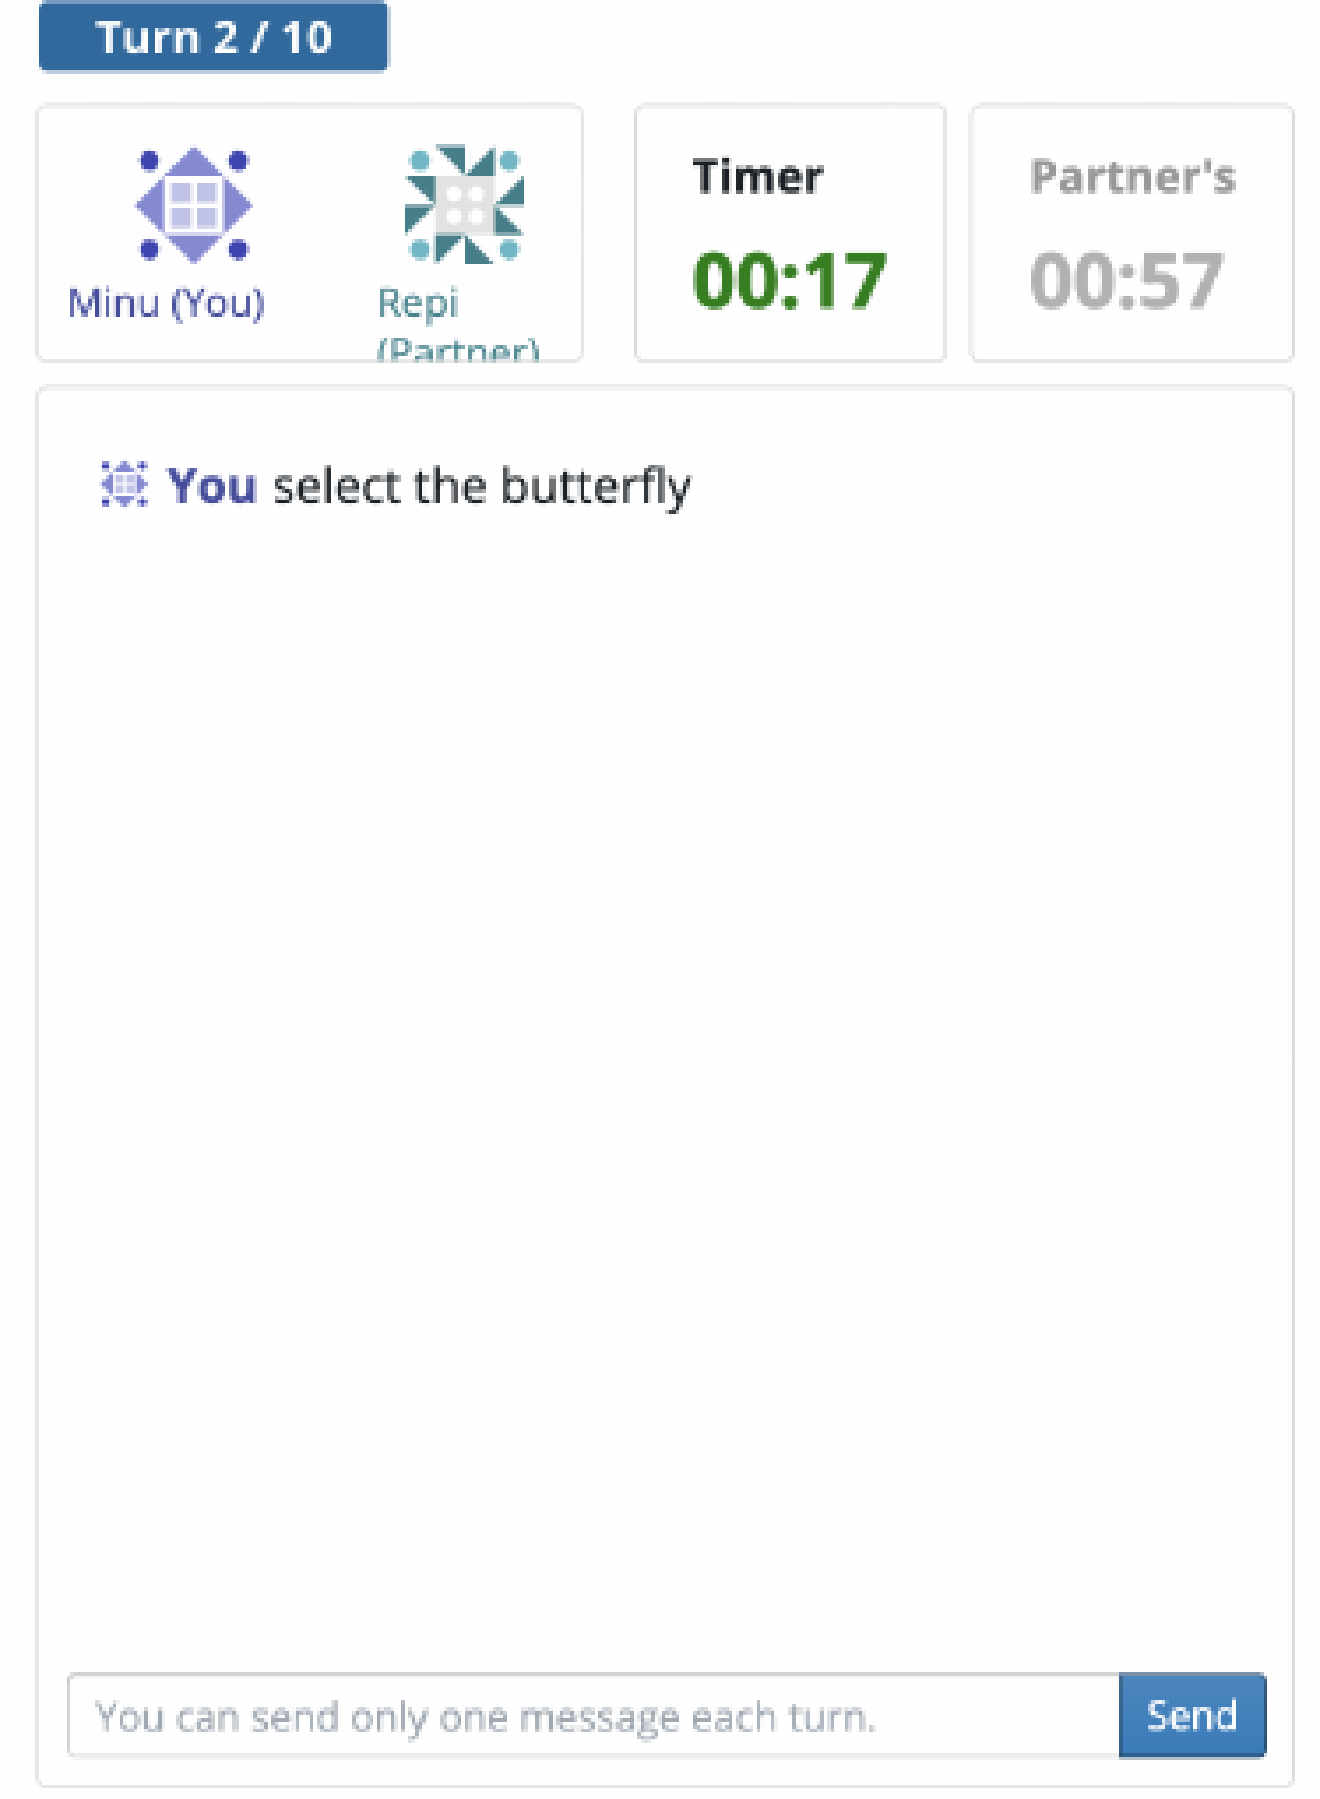 Turn 2 / 10
Minu (You)
Repi
(Partner)
Timer
00:17
Partner's
00:57
You select the butterfly
You can send only one message each turn.
Send